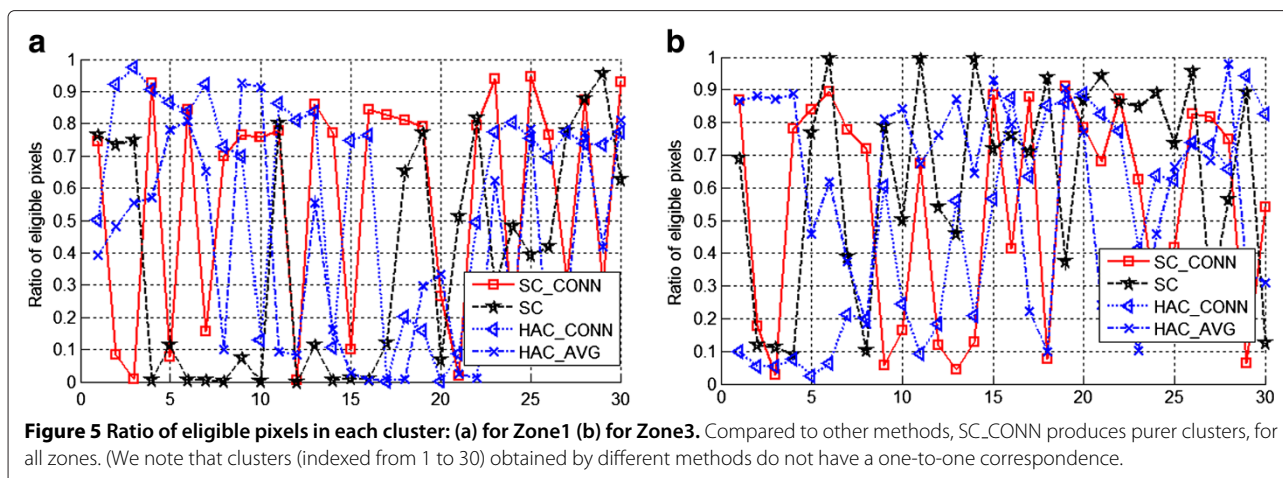 a
Ratio of eligible pixels
1
0.9
0.8
0.7
0.6
0.5
0.4
0.3
0.2
0.1
0
0 5 10 15 20 25 30
SC_CONN
SC
HAC_CONN
HAC_AVG
b
Ratio of eligible pixels
1
0.9
0.8
0.7
0.6
0.5
0.4
0.3
0.2
0.1
0
0 5 10 15 20 25 30
SC_CONN
SC
HAC_CONN
HAC_AVG
Figure 5 Ratio of eligible pixels in each cluster: (a) for Zone1 (b) for Zone3. Compared to other methods, SC_CONN produces purer clusters, for
all zones. (We note that clusters (indexed from 1 to 30) obtained by different methods do not have a one-to-one correspondence.